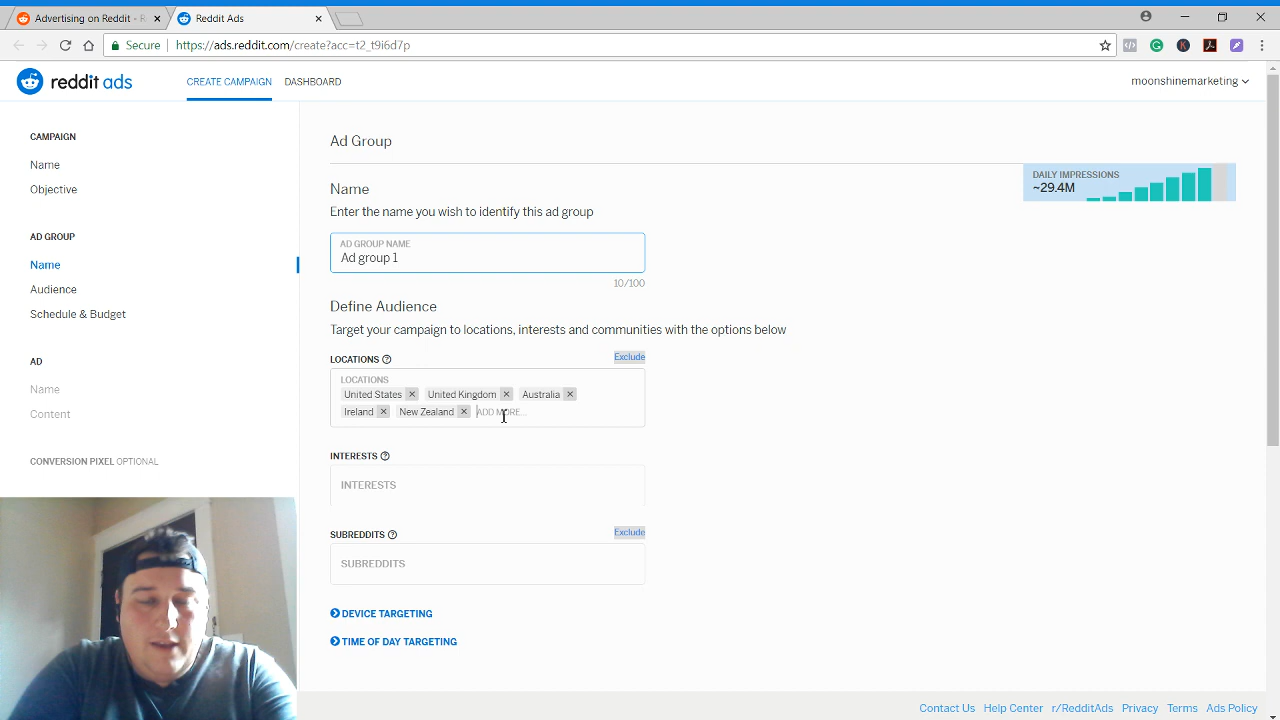 Advertising on Reddit - R
Reddit Ads
Secure
https://ads.reddit.com/create?acc=t2_t9i6d7p
reddit ads
CREATE CAMPAIGN
DASHBOARD
moonshinemarketing
CAMPAIGN
Name
Objective
AD GROUP
Name
Audience
Schedule & Budget
AD
Name
Content
CONVERSION PIXEL OPTIONAL
Ad Group
DAILY IMPRESSIONS
~29.4M
Name
Enter the name you wish to identify this ad group
AD GROUP NAME
Ad group 1
10/100
Define Audience
Target your campaign to locations, interests and communities with the options below
LOCATIONS
Exclude
LOCATIONS
United States
United Kingdom
Australia
Ireland
New Zealand
ADD MORE...
INTERESTS
INTERESTS
SUBREDDITS
Exclude
SUBREDDITS
DEVICE TARGETING
TIME OF DAY TARGETING
Contact Us
Help Center
r/RedditAds
Privacy
Terms
Ads Policy